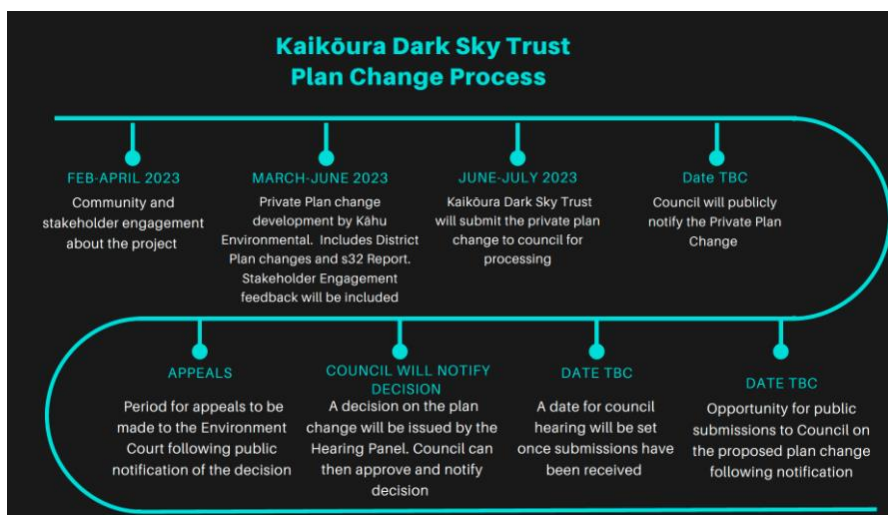 Kaikōura Dark Sky Trust
Plan Change Process
FEB-APRIL 2023
Community and
stakeholder engagement
about the project
MARCH-JUNE 2023
Private Plan change
development by Kāhu
Environmental. Includes District
Plan changes and s32 Report.
Stakeholder Engagement
feedback will be included
JUNE-JULY 2023
Kaikōura Dark Sky Trust
will submit the private plan
change to council for
processing
Date TBC
Council will publicly
notify the Private Plan
Change
DATE TBC
Opportunity for public
submissions to Council on
the proposed plan change
following notification
DATE TBC
A date for council
hearing will be set
once submissions have
been received
COUNCIL WILL NOTIFY
DECISION
A decision on the plan
change will be issued by the
Hearing Panel. Council can
then approve and notify
decision
APPEALS
Period for appeals to be
made to the Environment
Court following public
notification of the decision